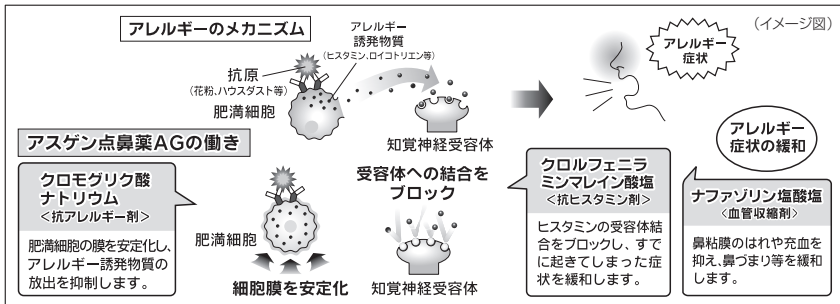 アレルギーのメカニズム
(イメージ図)
抗原
(花粉、ハウスダスト等)
肥満細胞
アレルギー
誘発物質
(ヒスタミン、ロイコトリエン等)
知覚神経受容体
アレルギー
症状
アスゲン点鼻薬AGの働き
クロモグリク酸
ナトリウム
<抗アレルギー剤>
肥満細胞の膜を安定化し、
アレルギー誘発物質の
放出を抑制します。
肥満細胞
細胞膜を安定化
受容体への結合を
ブロック
知覚神経受容体
クロルフェニラ
ミンマレイン酸塩
<抗ヒスタミン剤>
ヒスタミンの受容体結
合をブロックし、すで
に起きてしまった症
状を緩和します。
アレルギー
症状の緩和
ナファゾリン塩酸塩
<血管収縮剤>
鼻粘膜のはれや充血を
抑え、鼻づまり等を緩和
します。